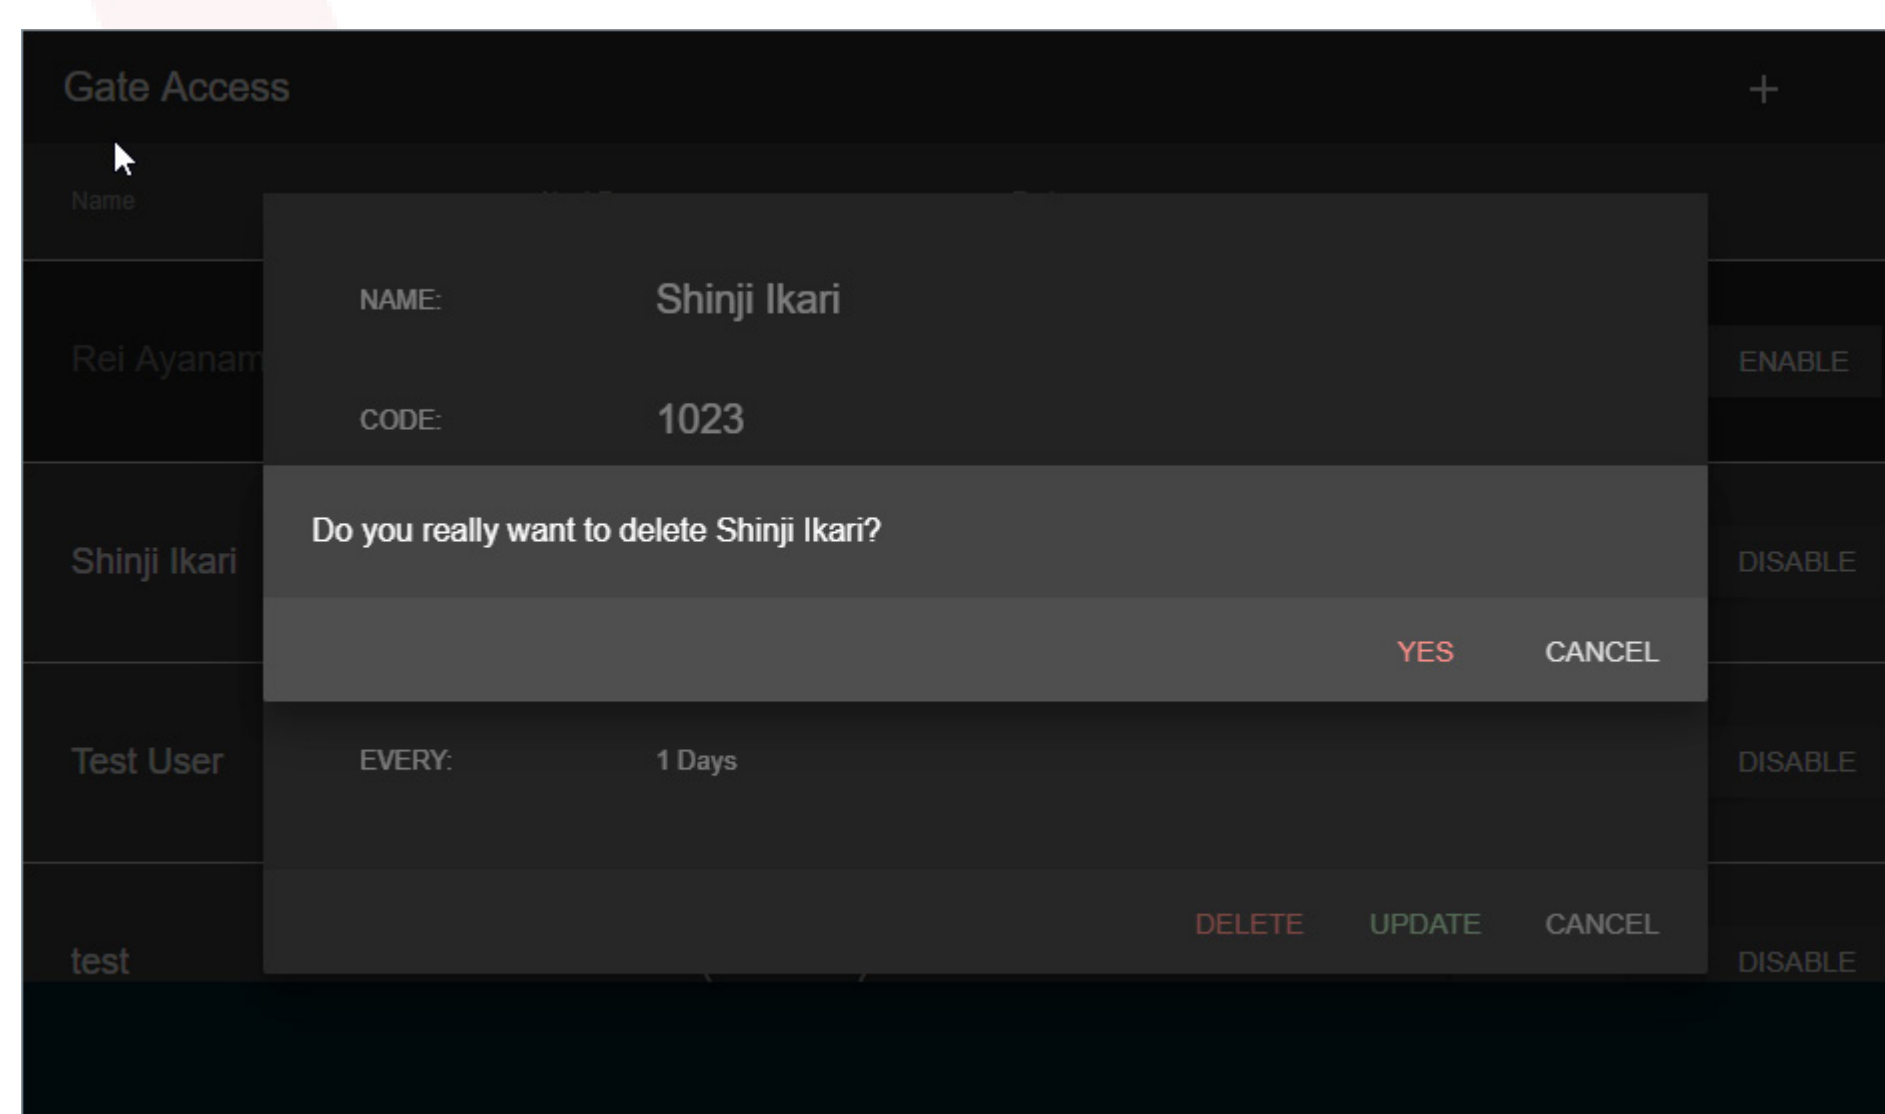 Gate Access +
Name
NAME: Shinji Ikari
Rei Ayanam ENABLE
CODE: 1023
Do you really want to delete Shinji Ikari?
Shinji Ikari DISABLE
YES CANCEL
Test User EVERY: 1 Days DISABLE
DELETE UPDATE CANCEL
test DISABLE